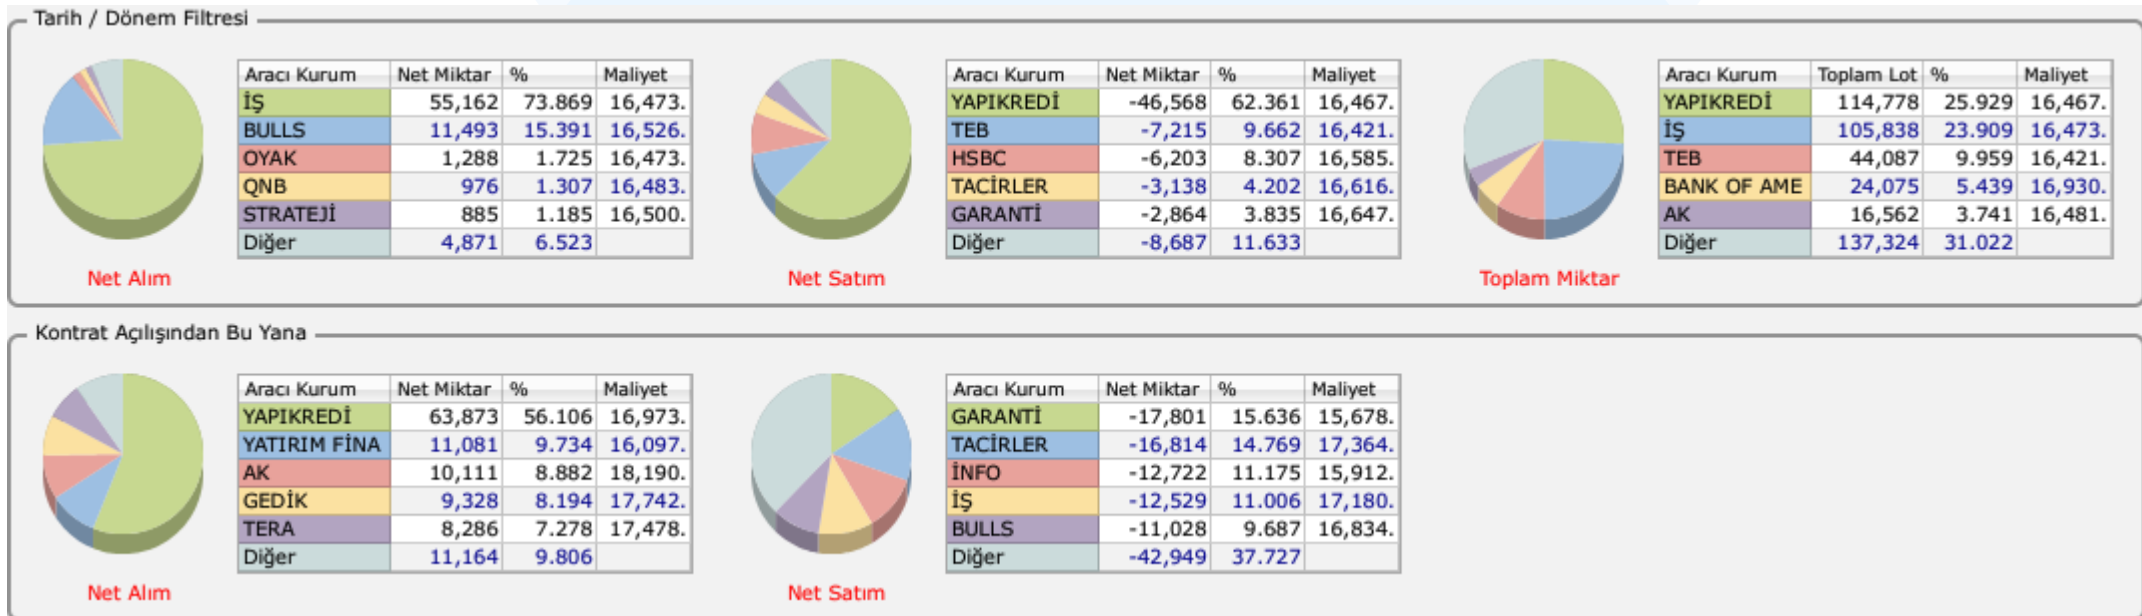 Tarih / Dönem Filtresi
Aracı Kurum Net Miktar % Maliyet
İŞ 55,162 73.869 16,473.
BULLS 11,493 15.391 16,526.
OYAK 1,288 1.725 16,473.
QNB 976 1.307 16,483.
STRATEJİ 885 1.185 16,500.
Diğer 4,871 6.523
Net Alım
Aracı Kurum Net Miktar % Maliyet
YAPIKREDİ -46,568 62.361 16,467.
TEB -7,215 9.662 16,421.
HSBC -6,203 8.307 16,585.
TACİRLER -3,138 4.202 16,616.
GARANTİ -2,864 3.835 16,647.
Diğer -8,687 11.633
Net Satım
Aracı Kurum Toplam Lot % Maliyet
YAPIKREDİ 114,778 25.929 16,467.
İŞ 105,838 23.909 16,473.
TEB 44,087 9.959 16,421.
BANK OF AME 24,075 5.439 16,930.
AK 16,562 3.741 16,481.
Diğer 137,324 31.022
Toplam Miktar
Kontrat Açılışından Bu Yana
Aracı Kurum Net Miktar % Maliyet
YAPIKREDİ 63,873 56.106 16,973.
YATIRIM FİNA 11,081 9.734 16,097.
AK 10,111 8.882 18,190.
GEDİK 9,328 8.194 17,742.
TERA 8,286 7.278 17,478.
Diğer 11,164 9.806
Net Alım
Aracı Kurum Net Miktar % Maliyet
GARANTİ -17,801 15.636 15,678.
TACİRLER -16,814 14.769 17,364.
İNFO -12,722 11.175 15,912.
İŞ -12,529 11.006 17,180.
BULLS -11,028 9.687 16,834.
Diğer -42,949 37.727
Net Satım